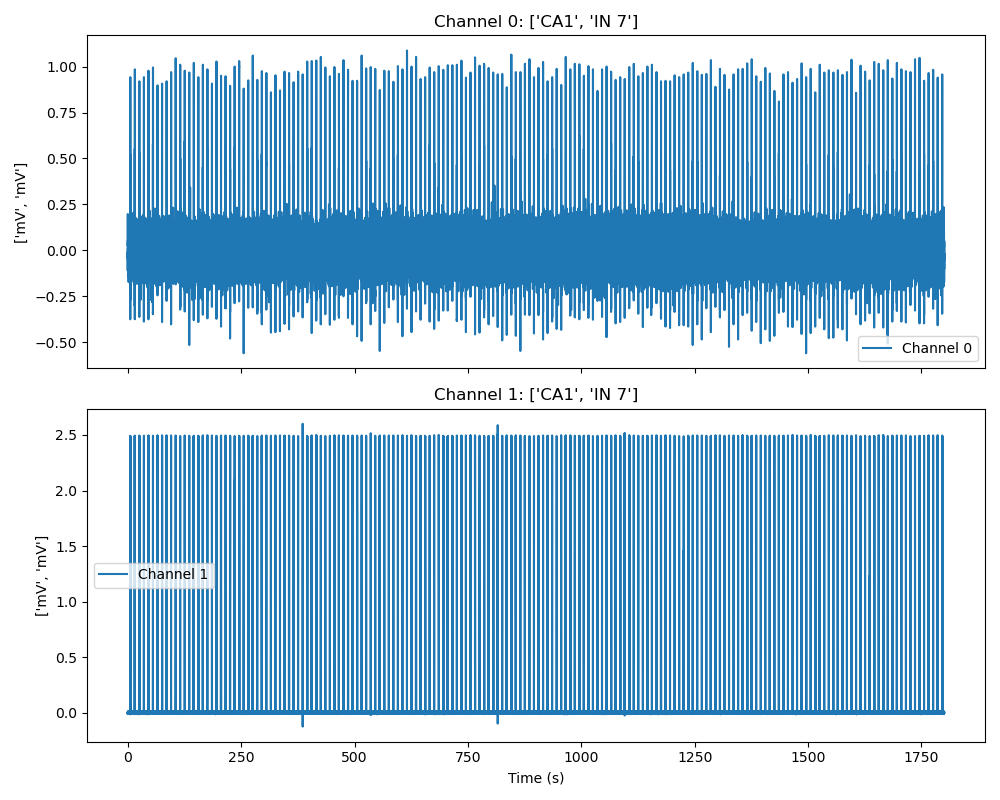 Channel 0: ['CA1', 'IN 7']
['mV', 'mV']
1.00
0.75
0.50
0.25
0.00
−0.25
−0.50
Channel 0
Channel 1: ['CA1', 'IN 7']
['mV', 'mV']
2.5
2.0
1.5
1.0
0.5
0.0
Channel 1
0 250 500 750 1000 1250 1500 1750
Time (s)